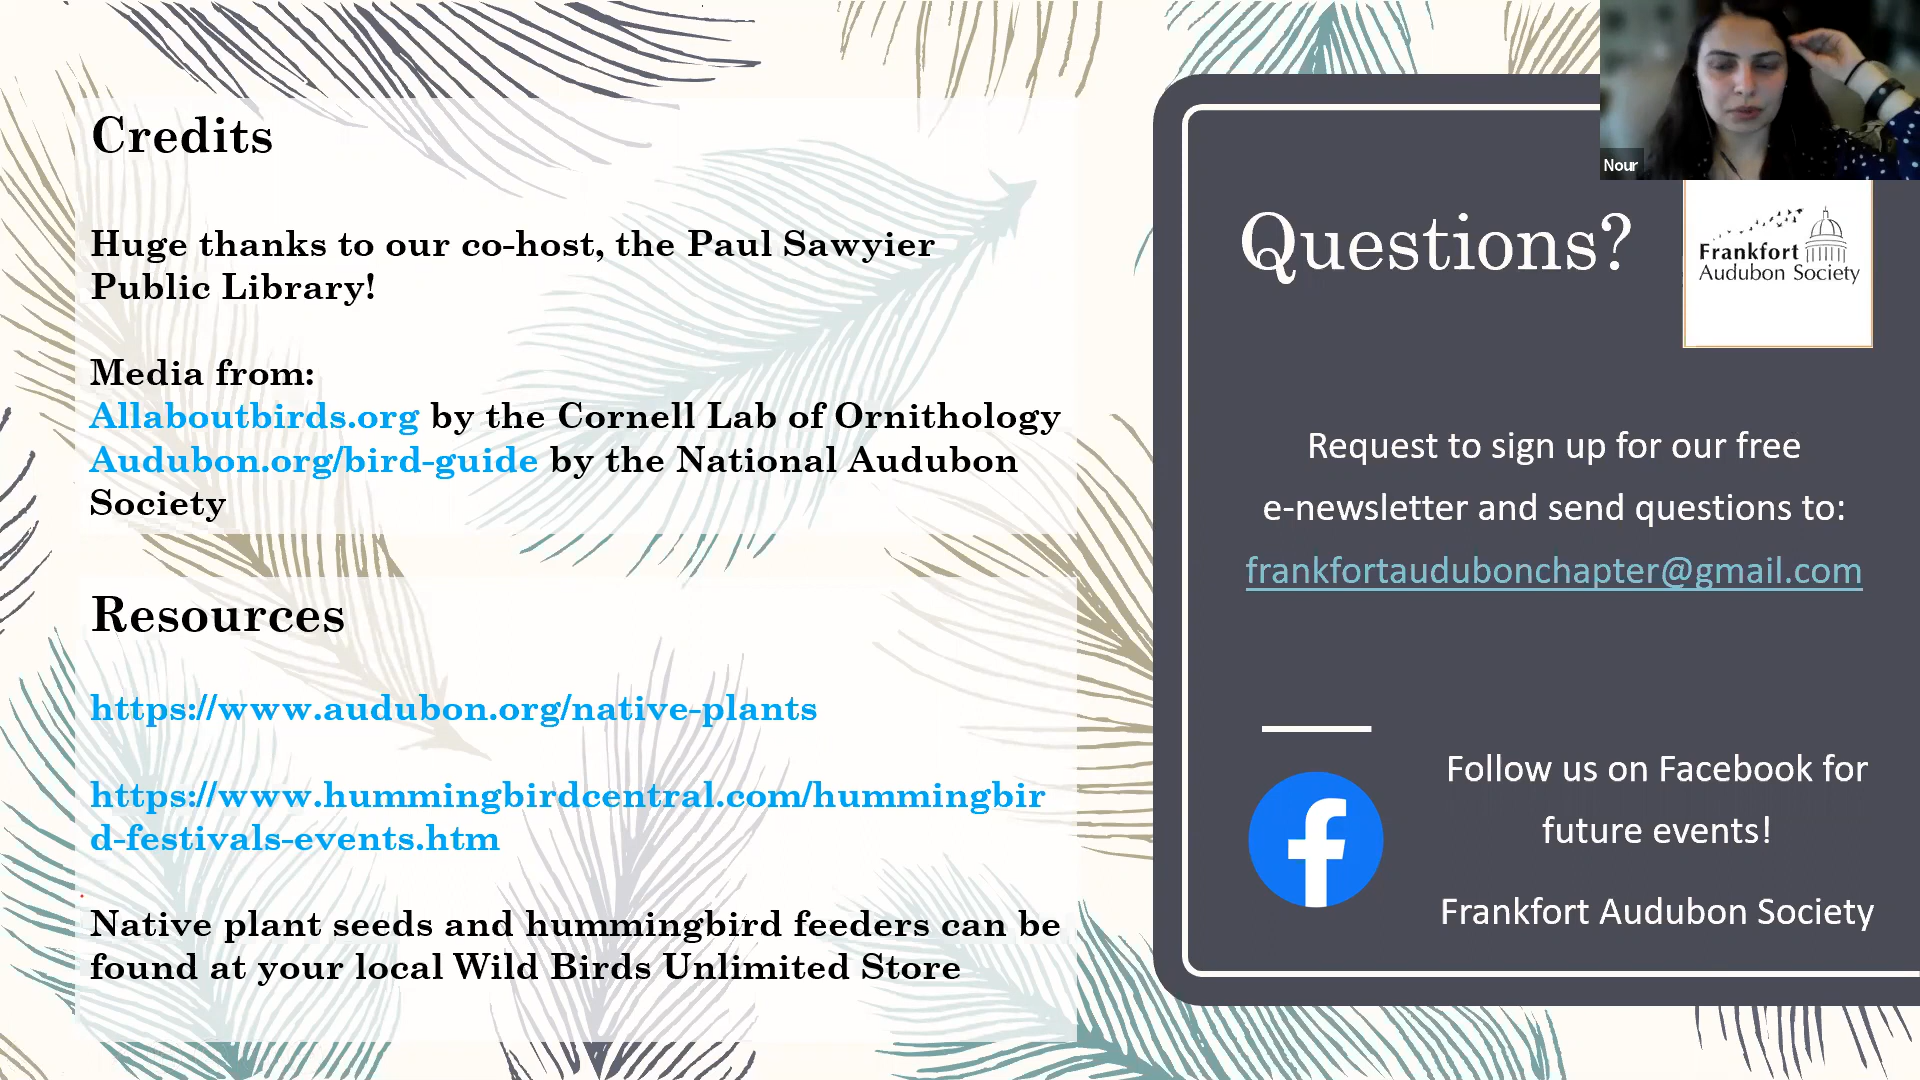 Credits
Huge thanks to our co-host, the Paul Sawyier
Public Library!
Media from:
Allaboutbirds.org by the Cornell Lab of Ornithology
Audubon.org/bird-guide by the National Audubon
Society
Resources
https://www.audubon.org/native-plants
https://www.hummingbirdcentral.com/hummingbir
d-festivals-events.htm
Native plant seeds and hummingbird feeders can be
found at your local Wild Birds Unlimited Store
Nour
Questions?
Frankfort
Audubon Society
Request to sign up for our free
e-newsletter and send questions to:
frankfortaudubonchapter@gmail.com
Follow us on Facebook for
future events!
Frankfort Audubon Society